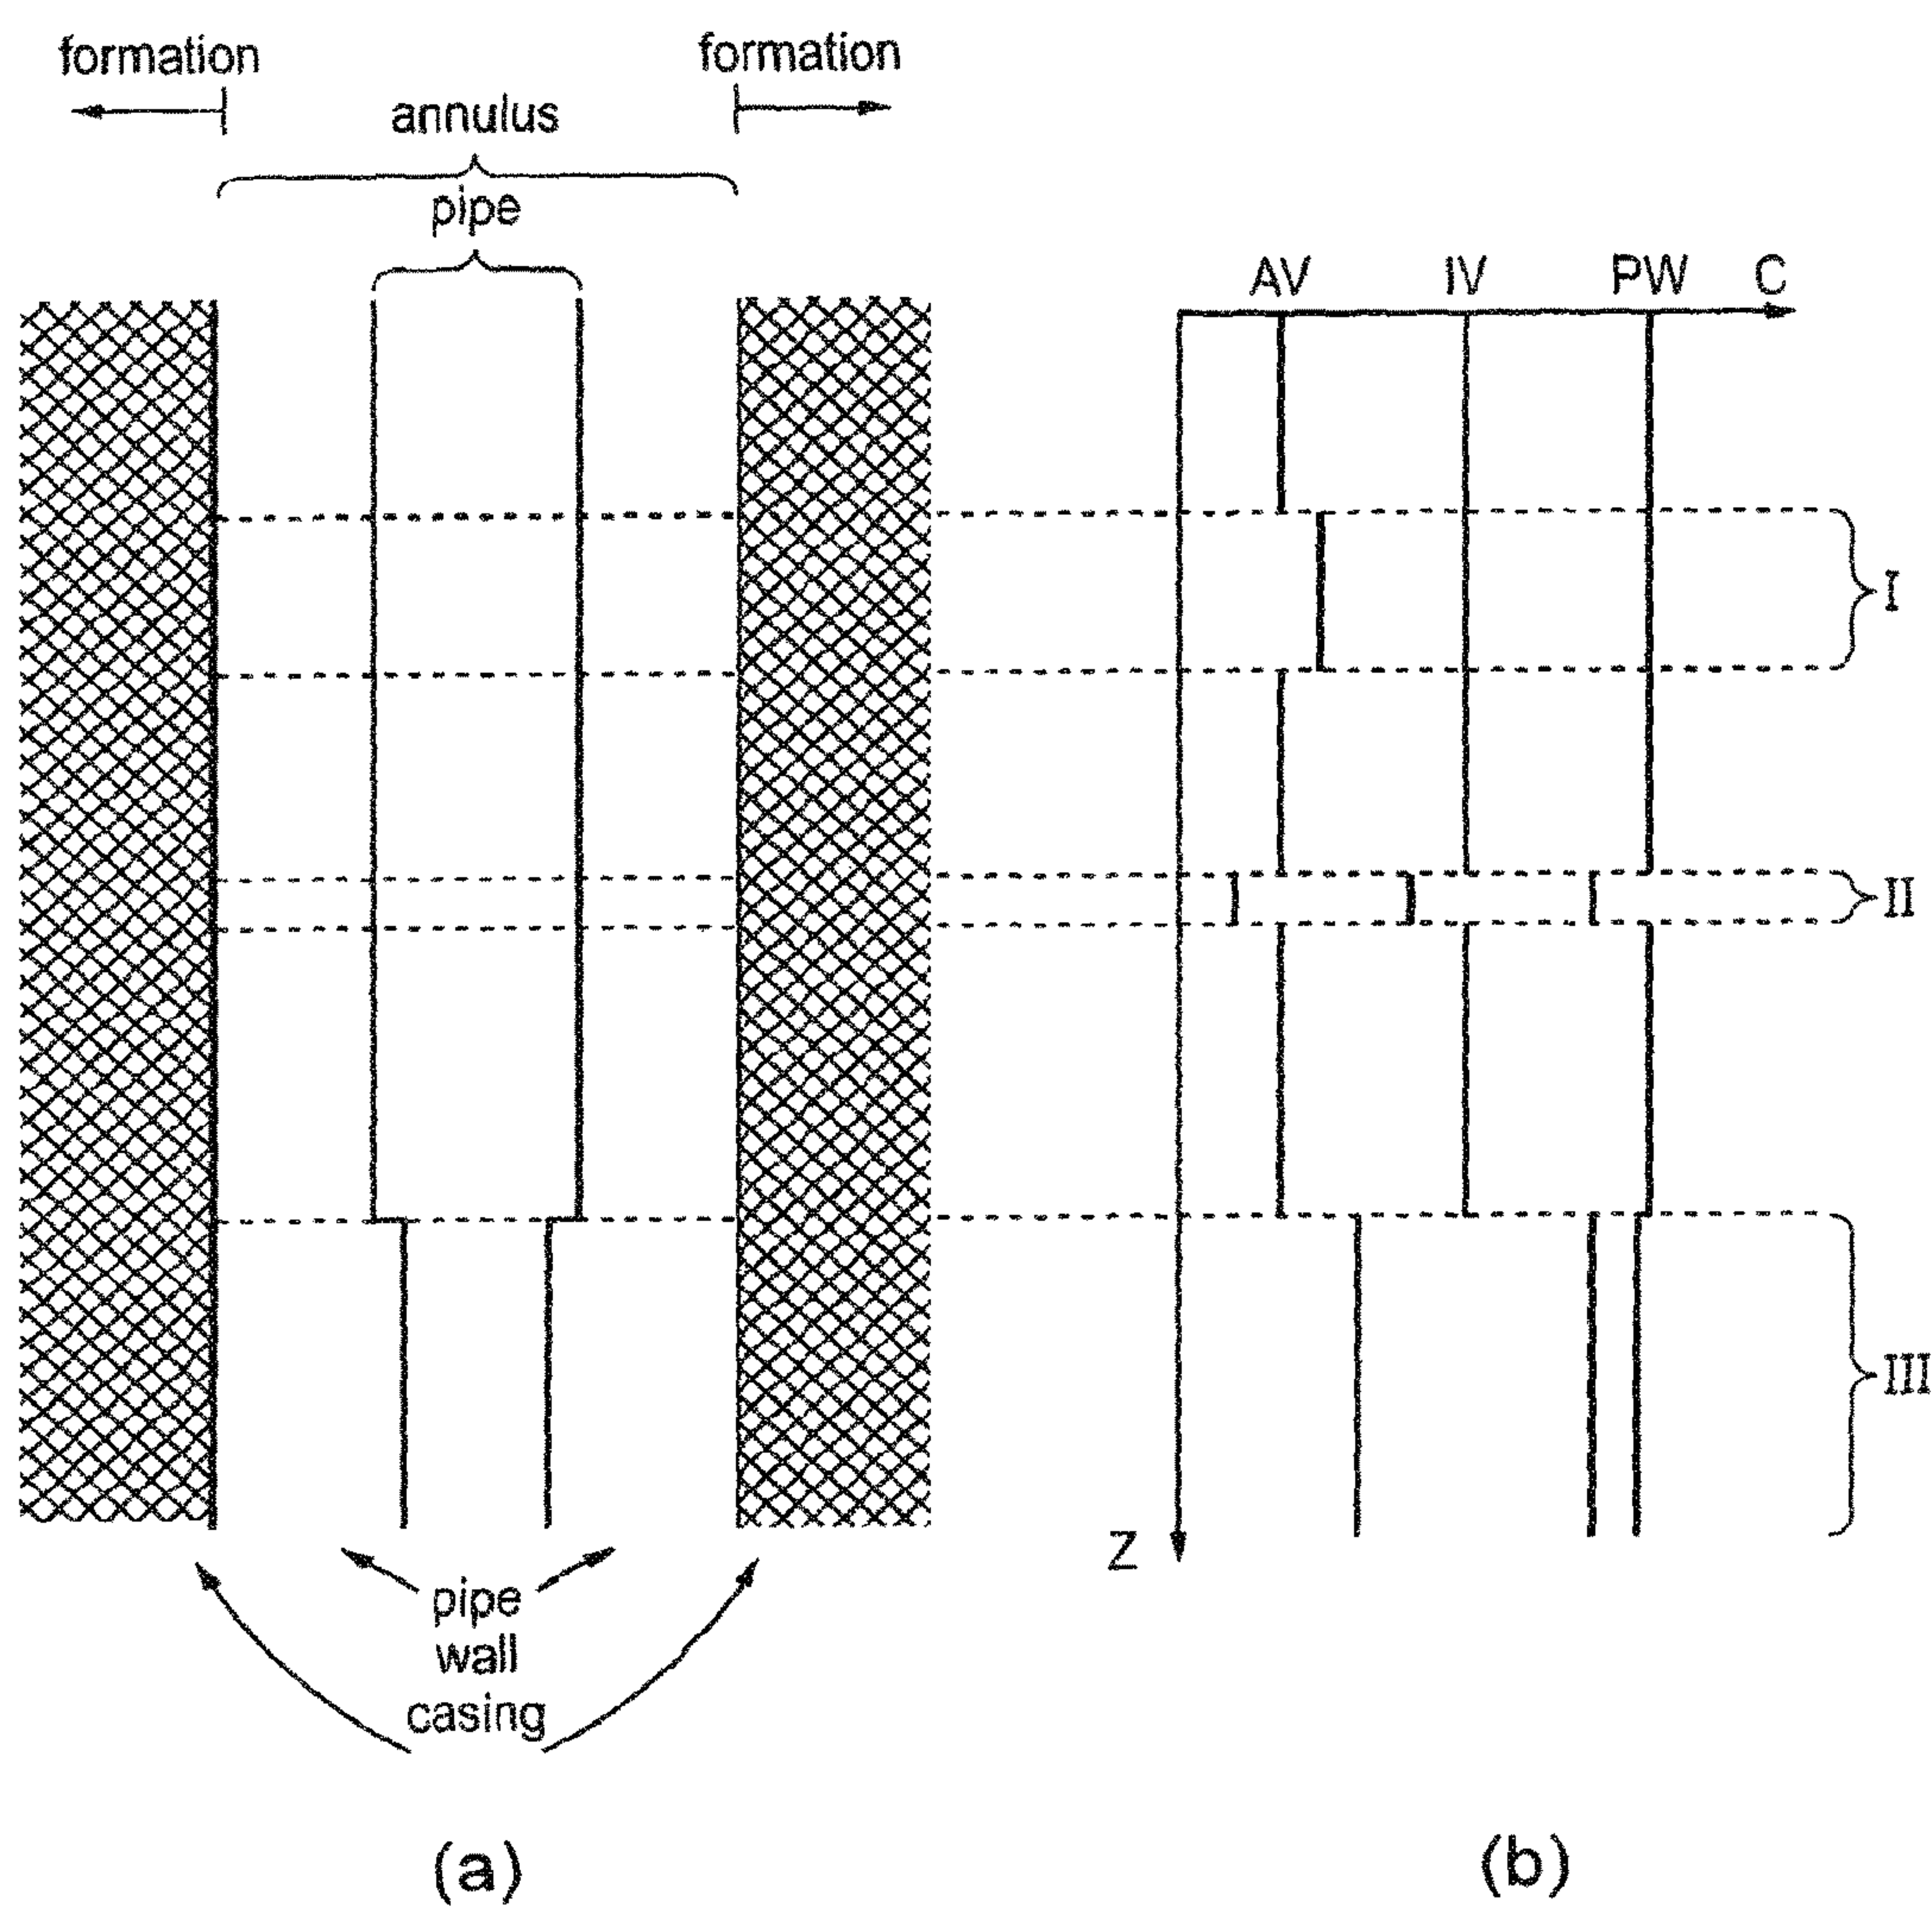 formation
formation
annulus
pipe
AV IV PW C
I
II
III
Z
pipe
wall
casing
(a)
(b)